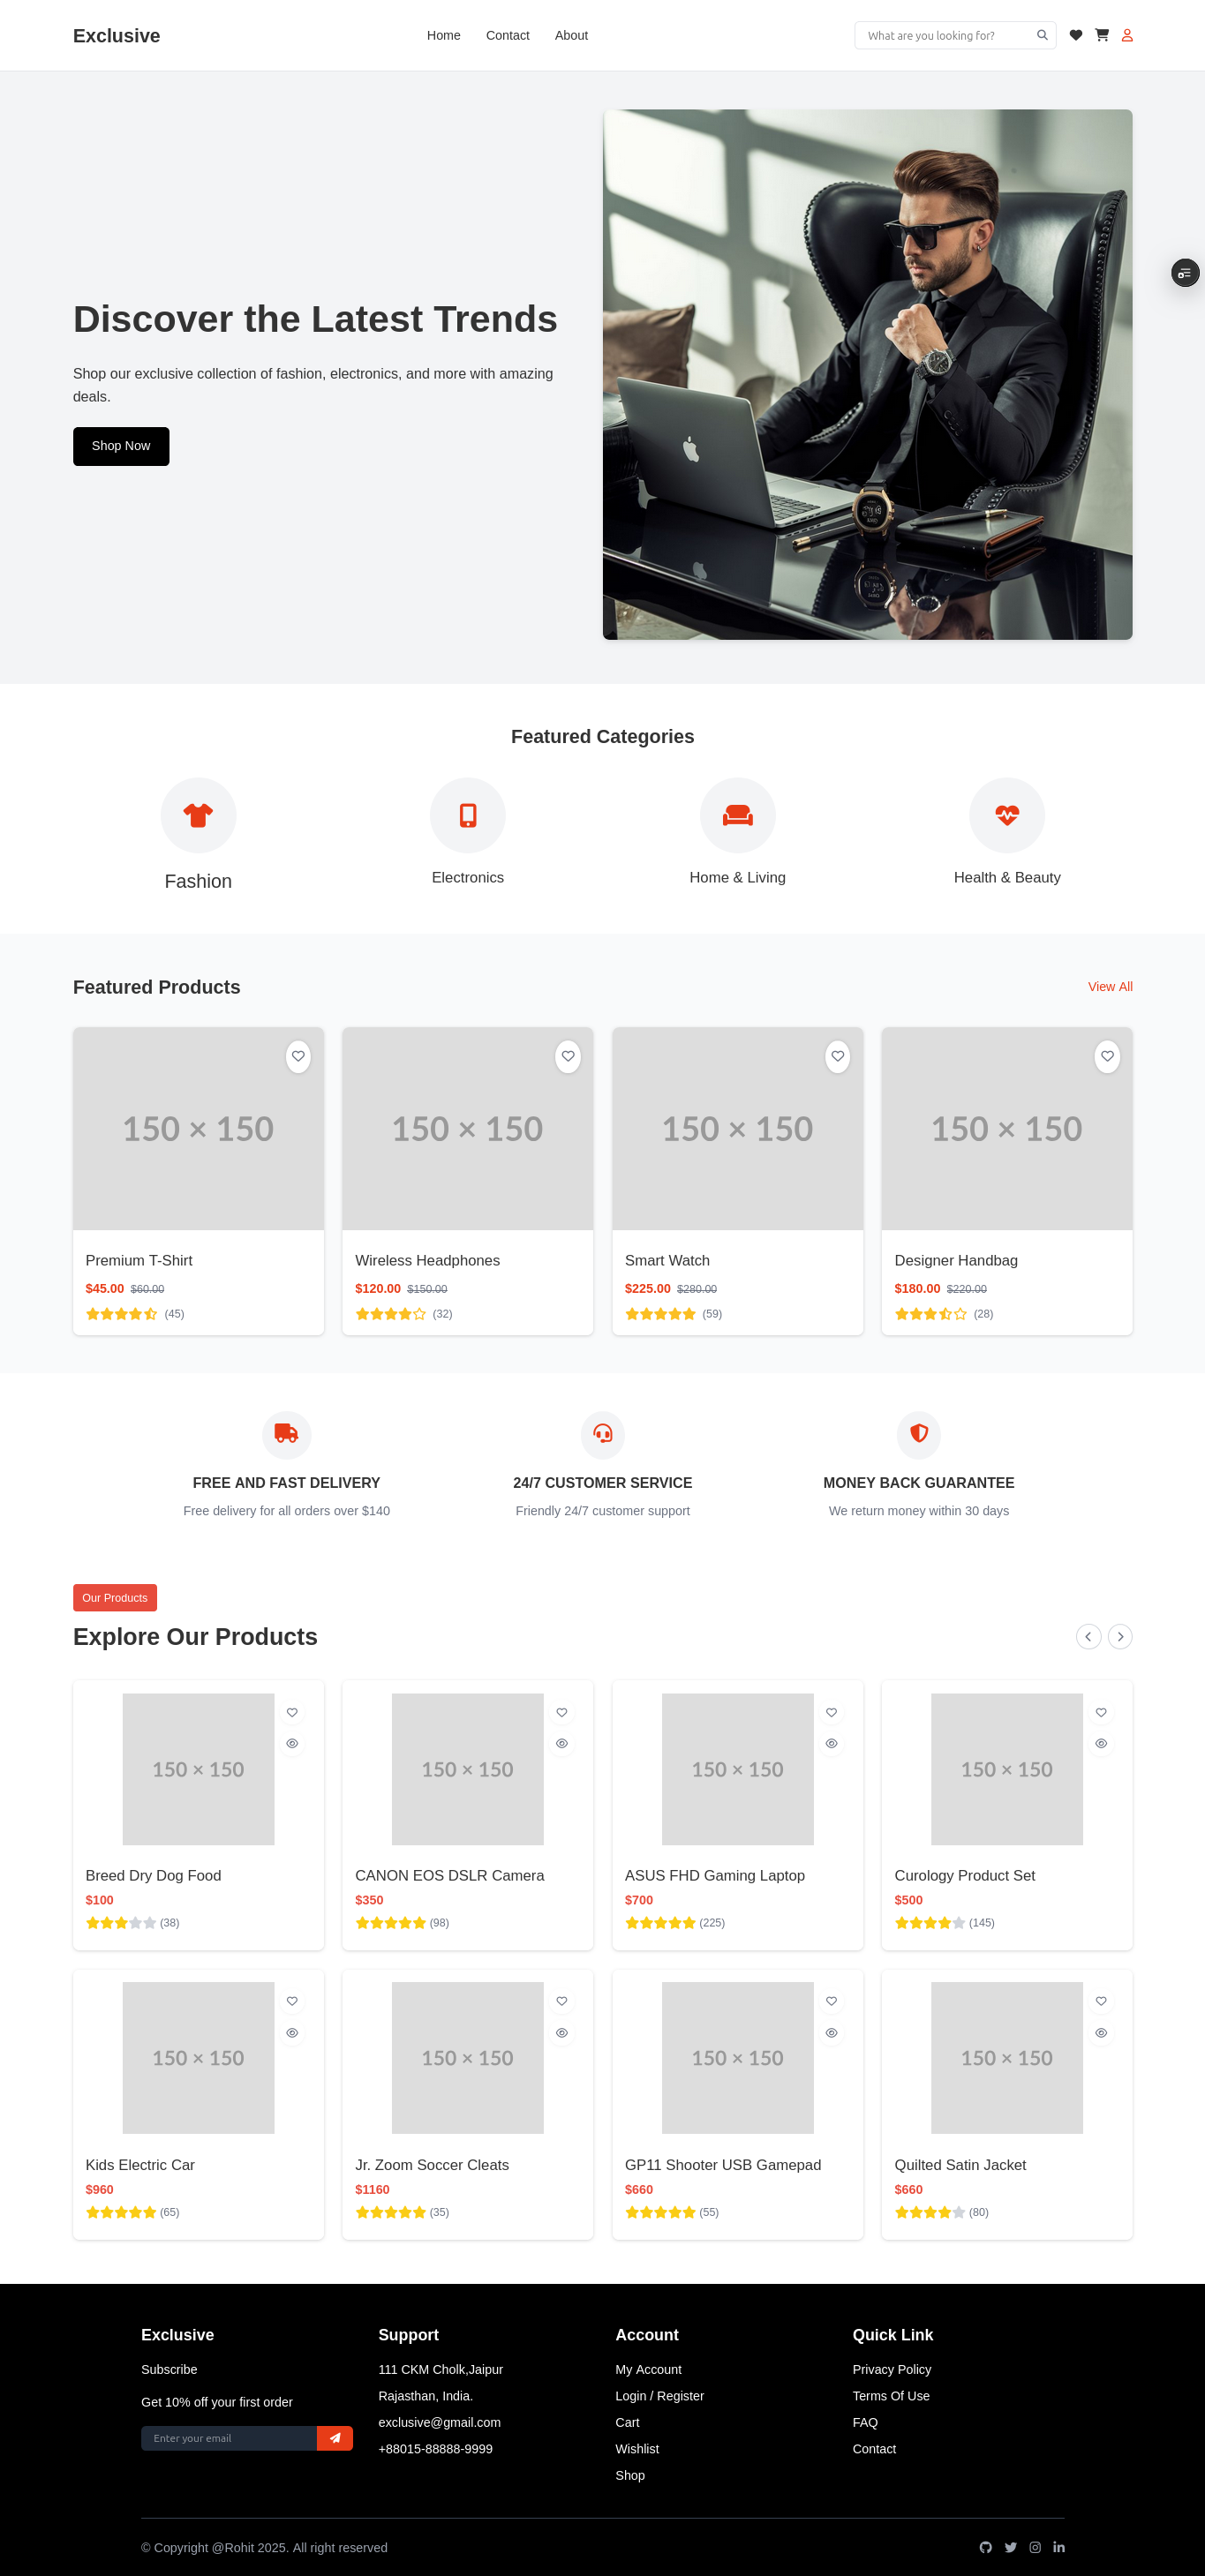 Exclusive
Home Contact About
What are you looking for?
Discover the Latest Trends
Shop our exclusive collection of fashion, electronics, and more with amazing
deals.
Shop Now
Featured Categories
Fashion Electronics Home & Living Health & Beauty
Featured Products View All
150 × 150 150 × 150 150 × 150 150 × 150
Premium T-Shirt Wireless Headphones Smart Watch Designer Handbag
$45.00 $60.00 $120.00 $150.00 $225.00 $280.00 $180.00 $220.00
(45) (32) (59) (28)
FREE AND FAST DELIVERY 24/7 CUSTOMER SERVICE MONEY BACK GUARANTEE
Free delivery for all orders over $140 Friendly 24/7 customer support We return money within 30 days
Our Products
Explore Our Products
150 × 150 150 × 150 150 × 150 150 × 150
Breed Dry Dog Food CANON EOS DSLR Camera ASUS FHD Gaming Laptop Curology Product Set
$100 $350 $700 $500
(38) (98) (225) (145)
150 × 150 150 × 150 150 × 150 150 × 150
Kids Electric Car Jr. Zoom Soccer Cleats GP11 Shooter USB Gamepad Quilted Satin Jacket
$960 $1160 $660 $660
(65) (35) (55) (80)
Exclusive Support Account Quick Link
Subscribe 111 CKM Cholk,Jaipur My Account Privacy Policy
Rajasthan, India. Login / Register Terms Of Use
Get 10% off your first order
exclusive@gmail.com Cart FAQ
Enter your email
+88015-88888-9999 Wishlist Contact
Shop
© Copyright @Rohit 2025. All right reserved